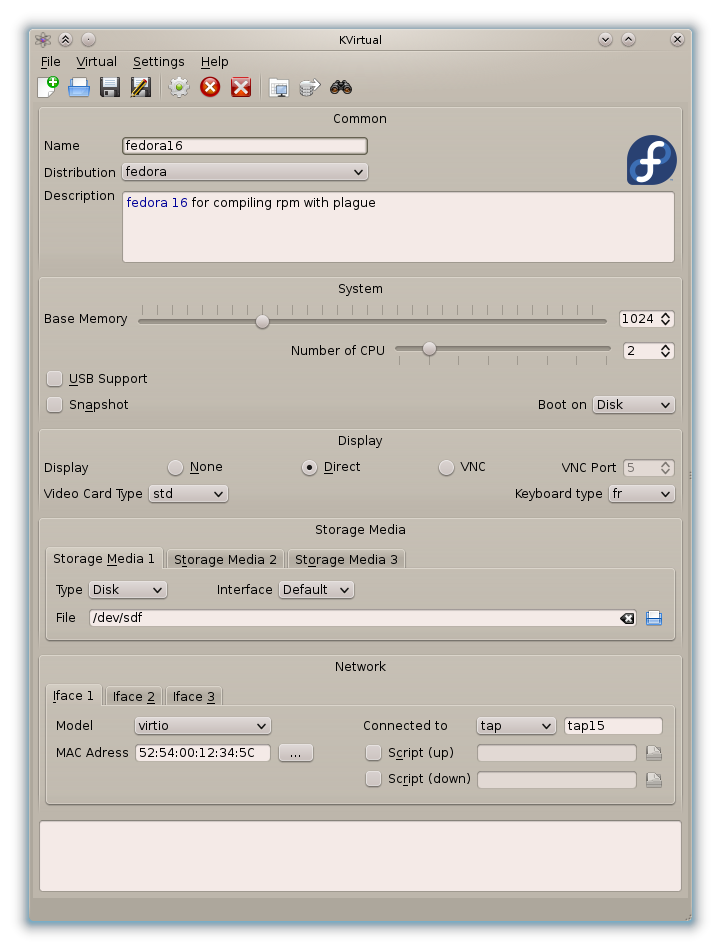 KVirtual
File Virtual Settings Help
Common
Name fedora16
Distribution fedora
Description fedora 16 for compiling rpm with plague
System
Base Memory 1024
Number of CPU 2
USB Support
Snapshot Boot on Disk
Display
Display None Direct VNC VNC Port 5
Video Card Type std Keyboard type fr
Storage Media
Storage Media 1 Storage Media 2 Storage Media 3
Type Disk Interface Default
File /dev/sdf
Network
Iface 1 Iface 2 Iface 3
Model virtio Connected to tap tap15
MAC Adress 52:54:00:12:34:5C ... Script (up)
Script (down)